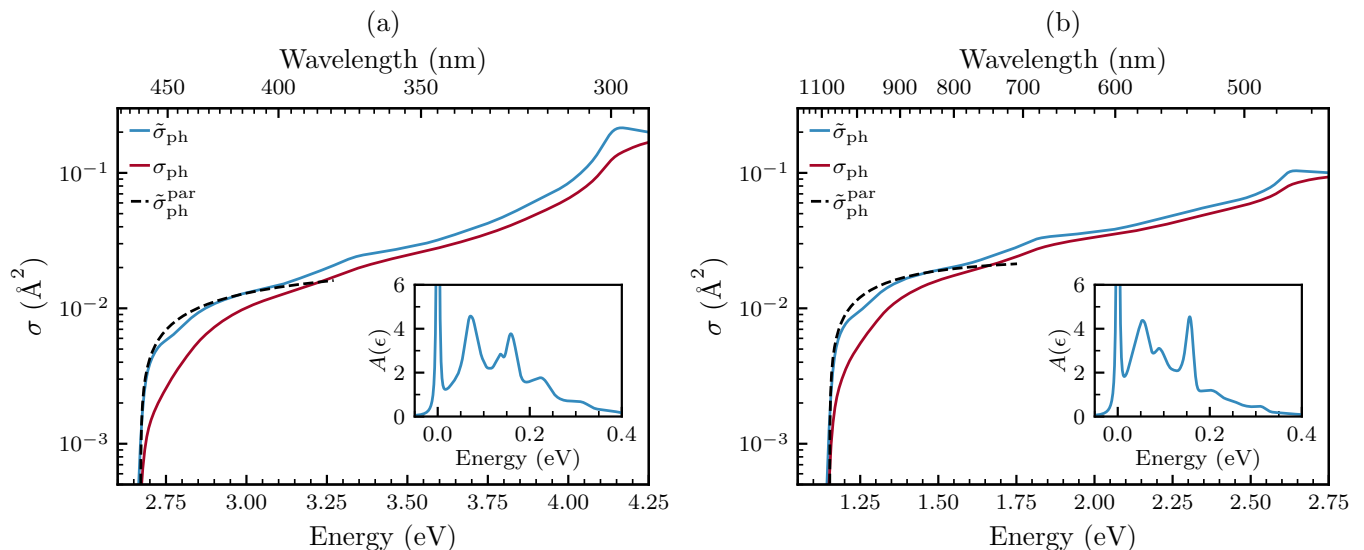 (a)
Wavelength (nm)
450 400 350 300
σ̃ph
σph
σ̃ph^par
10⁻¹
10⁻²
10⁻³
σ (Å²)
2.75 3.00 3.25 3.50 3.75 4.00 4.25
Energy (eV)
A(ϵ)
6
4
2
0
0.0 0.2 0.4
Energy (eV)
(b)
Wavelength (nm)
1100 900 800 700 600 500
σ̃ph
σph
σ̃ph^par
10⁻¹
10⁻²
10⁻³
σ (Å²)
1.25 1.50 1.75 2.00 2.25 2.50 2.75
Energy (eV)
A(ϵ)
6
4
2
0
0.0 0.2 0.4
Energy (eV)